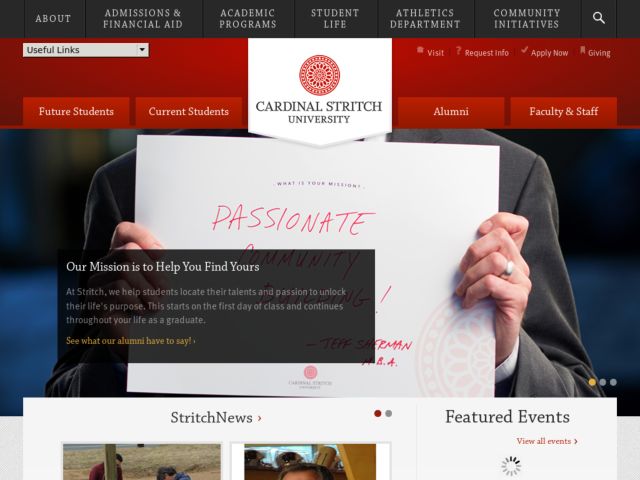 ABOUT
ADMISSIONS &
FINANCIAL AID
ACADEMIC
PROGRAMS
STUDENT
LIFE
ATHLETICS
DEPARTMENT
COMMUNITY
INITIATIVES
Useful Links
Visit
Request Info
Apply Now
Giving
CARDINAL STRITCH
UNIVERSITY
Future Students
Current Students
Alumni
Faculty & Staff
WHAT IS YOUR MISSION?
PASSIONATE
COMMUNITY
BUILDING!
- JEFF SHERMAN
M.B.A.
CARDINAL STRITCH
UNIVERSITY
Our Mission is to Help You Find Yours
At Stritch, we help students locate their talents and passion to unlock
their life's purpose. This starts on the first day of class and continues
throughout your life as a graduate.
See what our alumni have to say! ›
StritchNews ›
Featured Events
View all events ›